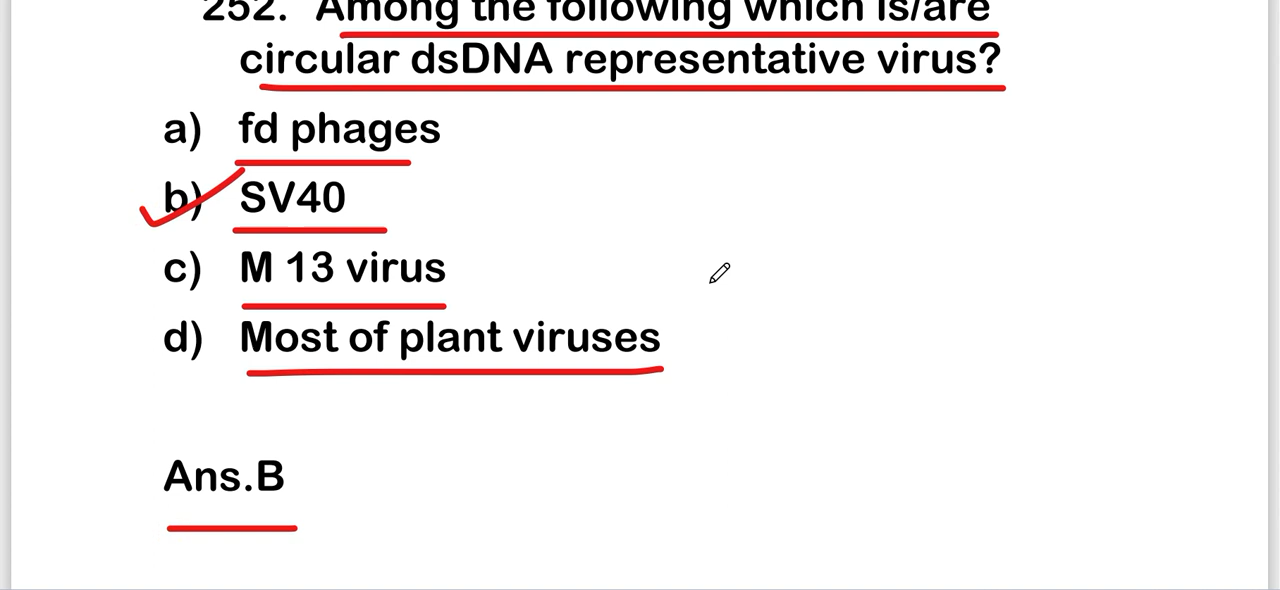 252. Among the following which is/are
circular dsDNA representative virus?
a) fd phages
b) SV40
c) M 13 virus
d) Most of plant viruses
Ans.B